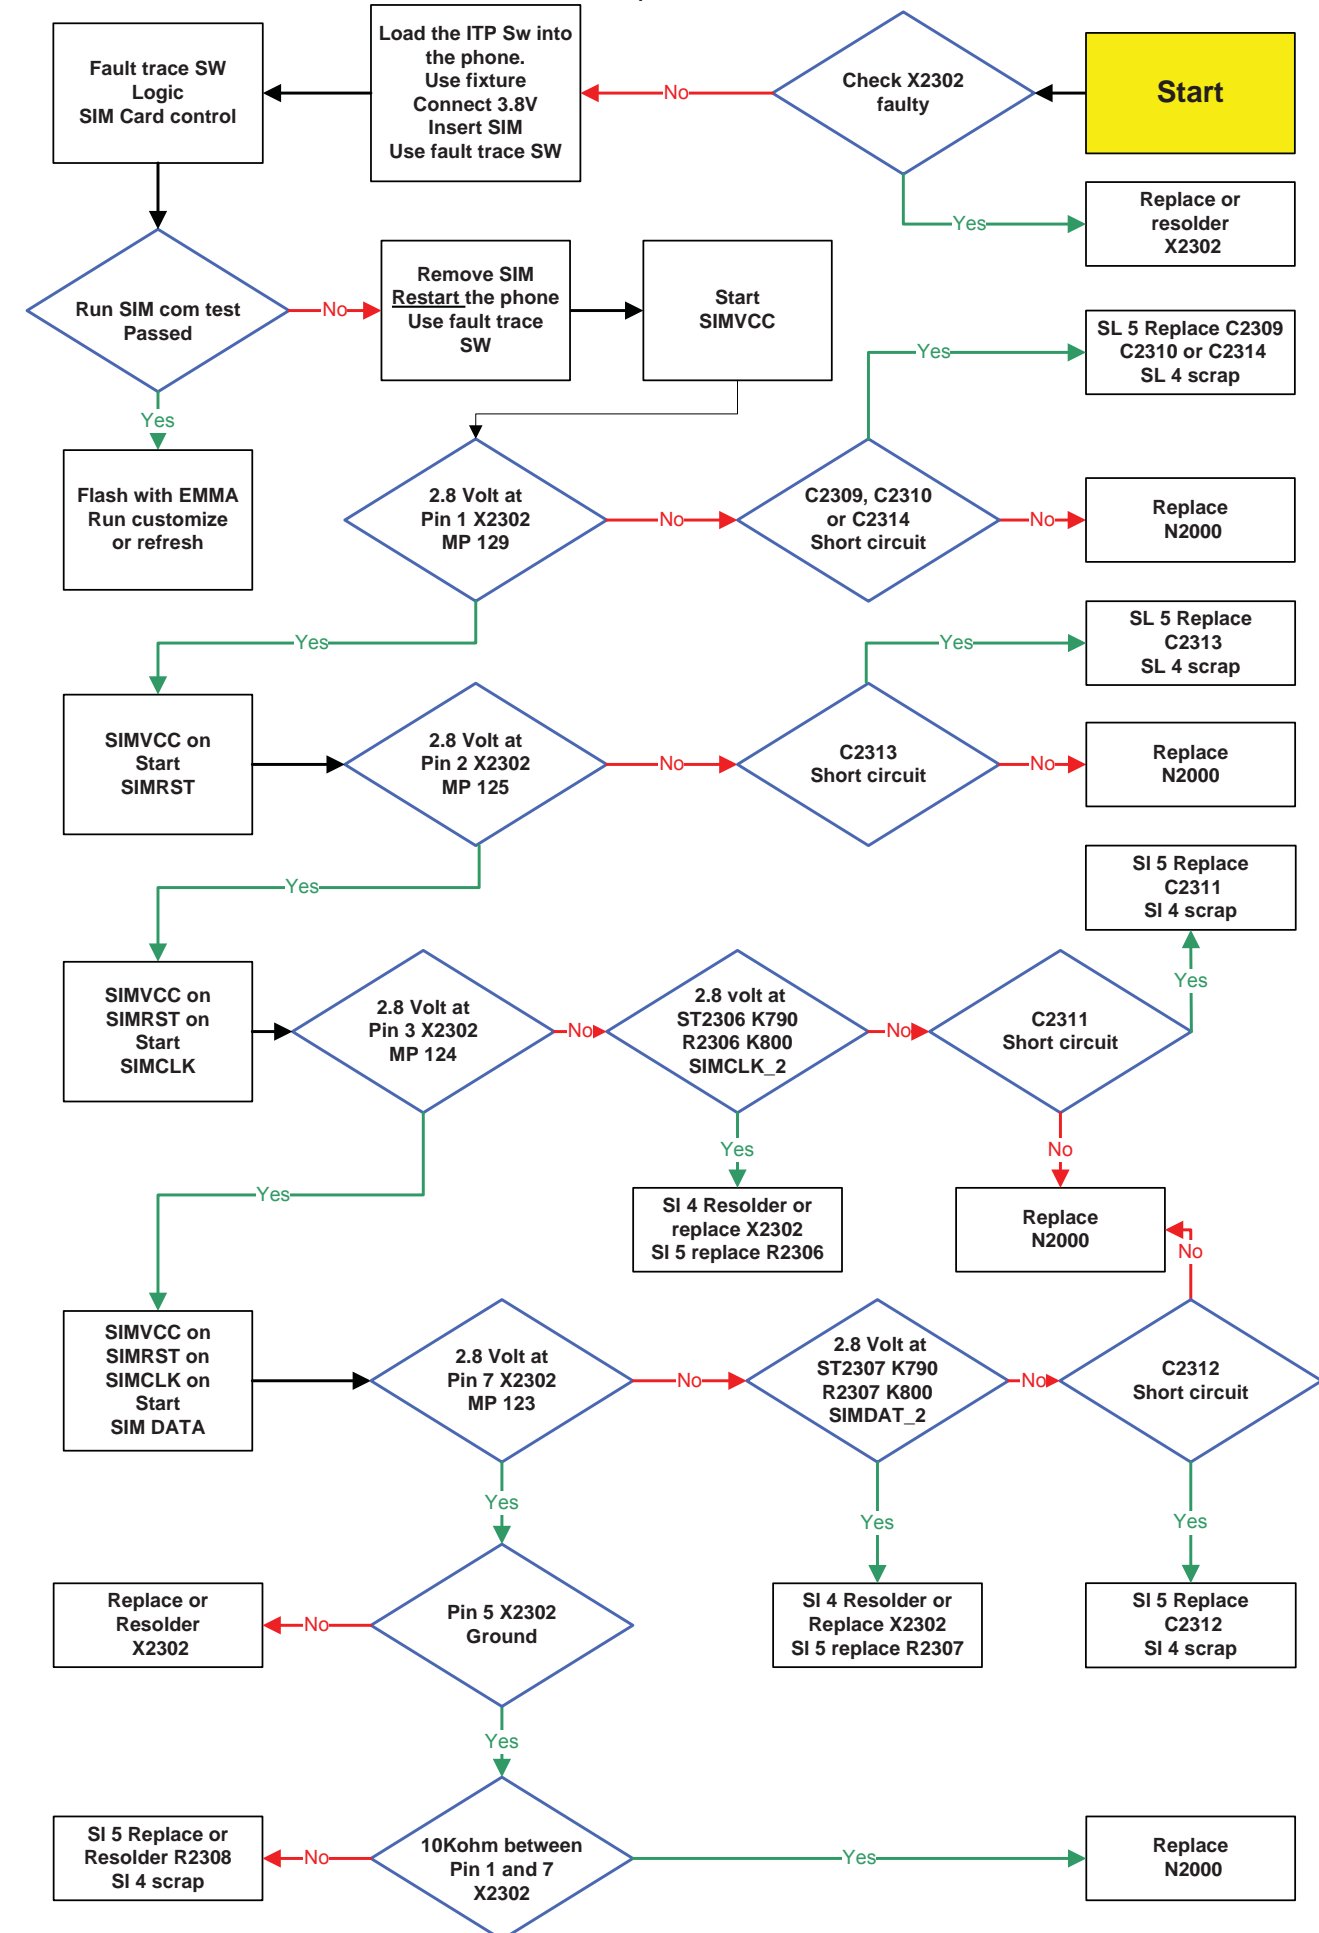 Load the ITP Sw into
the phone.
Use fixture
Connect 3.8V
Insert SIM
Use fault trace SW
Fault trace SW
Logic
SIM Card control
No
Check X2302
faulty
Start
Yes
Replace or
resolder
X2302
Run SIM com test
Passed
No
Remove SIM
Restart the phone
Use fault trace
SW
Start
SIMVCC
Yes
SL 5 Replace C2309
C2310 or C2314
SL 4 scrap
Yes
Flash with EMMA
Run customize
or refresh
2.8 Volt at
Pin 1 X2302
MP 129
No
C2309, C2310
or C2314
Short circuit
No
Replace
N2000
Yes
Yes
SL 5 Replace
C2313
SL 4 scrap
SIMVCC on
Start
SIMRST
2.8 Volt at
Pin 2 X2302
MP 125
No
C2313
Short circuit
No
Replace
N2000
Yes
SI 5 Replace
C2311
SI 4 scrap
Yes
SIMVCC on
SIMRST on
Start
SIMCLK
2.8 Volt at
Pin 3 X2302
MP 124
No
2.8 volt at
ST2306 K790
R2306 K800
SIMCLK_2
No
C2311
Short circuit
Yes
No
Yes
SI 4 Resolder or
replace X2302
SI 5 replace R2306
Replace
N2000
No
SIMVCC on
SIMRST on
SIMCLK on
Start
SIM DATA
2.8 Volt at
Pin 7 X2302
MP 123
No
2.8 Volt at
ST2307 K790
R2307 K800
SIMDAT_2
No
C2312
Short circuit
Yes
Yes
Yes
Replace or
Resolder
X2302
No
Pin 5 X2302
Ground
SI 4 Resolder or
Replace X2302
SI 5 replace R2307
SI 5 Replace
C2312
SI 4 scrap
Yes
SI 5 Replace or
Resolder R2308
SI 4 scrap
No
10Kohm between
Pin 1 and 7
X2302
Yes
Replace
N2000